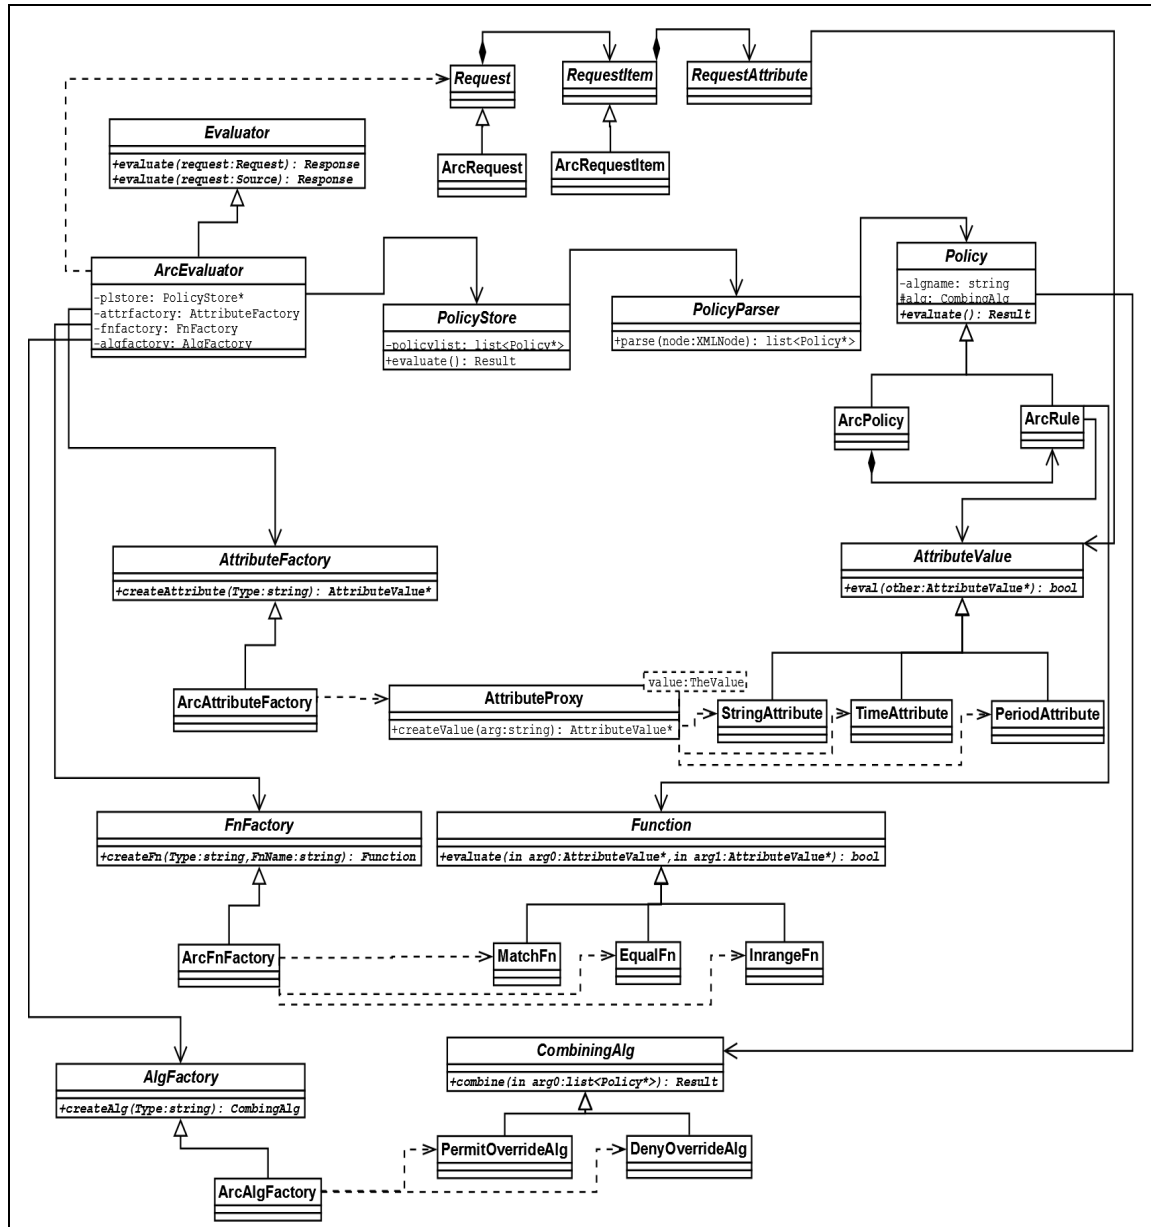 Request
RequestItem
RequestAttribute
Evaluator
+evaluate(request:Request): Response
+evaluate(request:Source): Response
ArcRequest
ArcRequestItem
ArcEvaluator
-plstore: PolicyStore*
-attrfactory: AttributeFactory
-fnfactory: FnFactory
-algfactory: AlgFactory
PolicyStore
-policylist: list<Policy*>
+evaluate(): Result
PolicyParser
+parse(node:XMLNode): list<Policy*>
Policy
-algname: string
#alg: CombingAlg
+evaluate(): Result
ArcPolicy
ArcRule
AttributeFactory
+createAttribute(Type:string): AttributeValue*
AttributeValue
+eval(other:AttributeValue*): bool
ArcAttributeFactory
AttributeProxy
value:TheValue
+createValue(arg:string): AttributeValue*
StringAttribute
TimeAttribute
PeriodAttribute
FnFactory
+createFn(Type:string,FnName:string): Function
Function
+evaluate(in arg0:AttributeValue*,in arg1:AttributeValue*): bool
ArcFnFactory
MatchFn
EqualFn
InrangeFn
AlgFactory
+createAlg(Type:string): CombingAlg
CombiningAlg
+combine(in arg0:list<Policy*>): Result
ArcAlgFactory
PermitOverrideAlg
DenyOverrideAlg